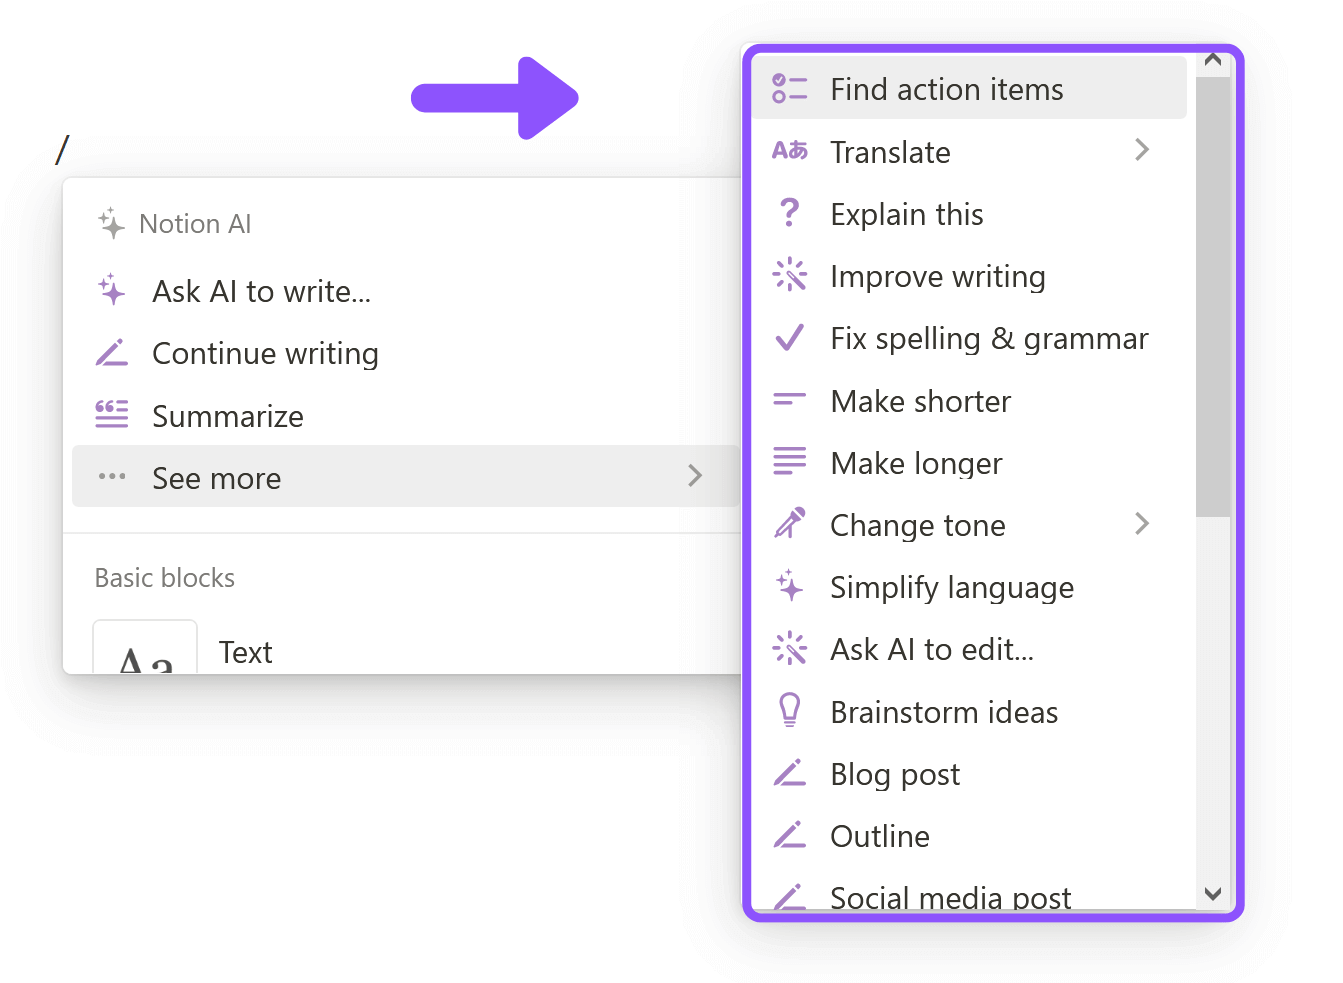 /
Notion AI
Ask AI to write...
Continue writing
Summarize
See more
Basic blocks
Aa
Text
Find action items
Aあ
Translate
Explain this
Improve writing
Fix spelling & grammar
Make shorter
Make longer
Change tone
Simplify language
Ask AI to edit...
Brainstorm ideas
Blog post
Outline
Social media post